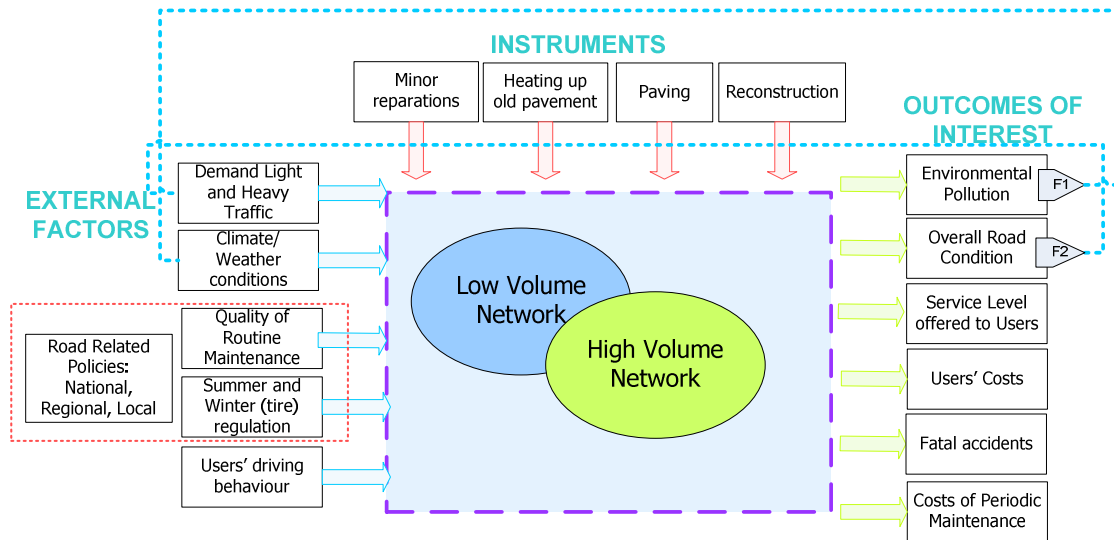 INSTRUMENTS
Minor
reparations
Heating up
old pavement
Paving
Reconstruction
OUTCOMES OF
INTEREST
EXTERNAL
FACTORS
Demand Light
and Heavy
Traffic
Climate/
Weather
conditions
Quality of
Routine
Maintenance
Road Related
Policies:
National,
Regional, Local
Summer and
Winter (tire)
regulation
Users' driving
behaviour
Low Volume
Network
High Volume
Network
Environmental
Pollution
F1
Overall Road
Condition
F2
Service Level
offered to Users
Users' Costs
Fatal accidents
Costs of Periodic
Maintenance